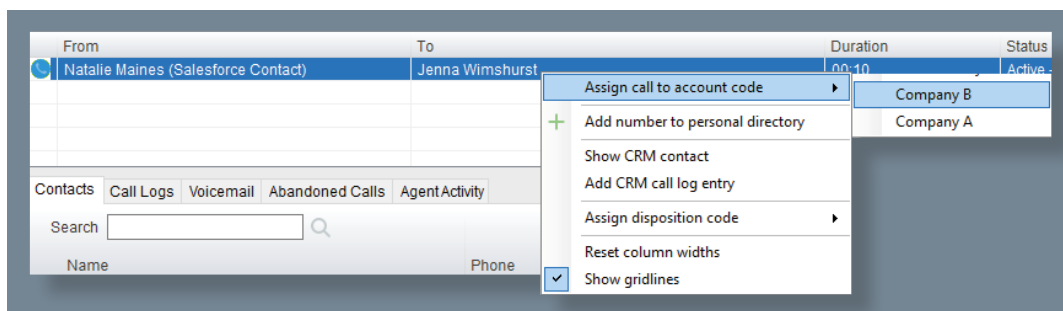 From To Duration Status
Natalie Maines (Salesforce Contact) Jenna Wimshurst 00:10 Active -
Assign call to account code Company B
Add number to personal directory Company A
Show CRM contact
Contacts Call Logs Voicemail Abandoned Calls Agent Activity Add CRM call log entry
Search Assign disposition code
Reset column widths
Name Phone Show gridlines